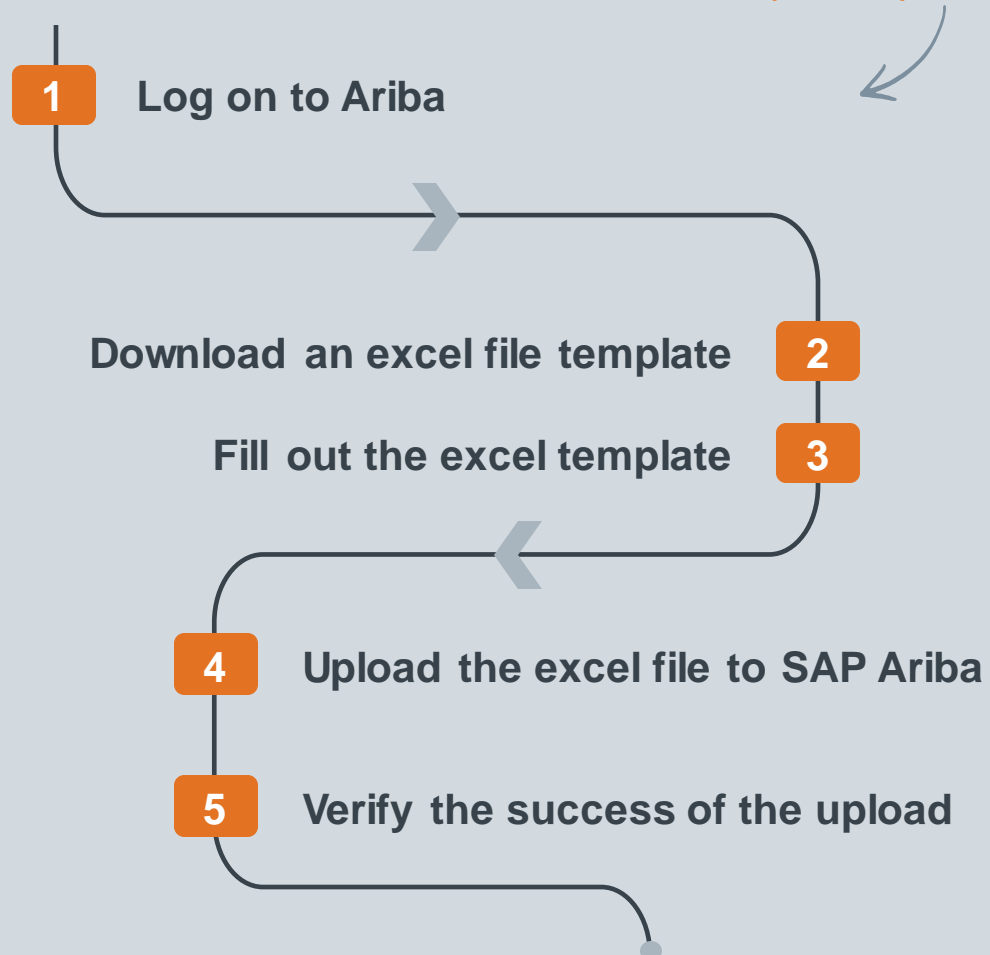 1 Log on to Ariba
Download an excel file template 2
Fill out the excel template 3
4 Upload the excel file to SAP Ariba
5 Verify the success of the upload